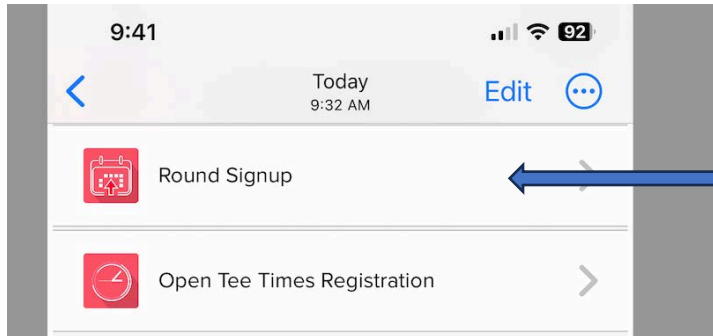 9:41
92
Today
Edit
9:32 AM
Round Signup
Open Tee Times Registration